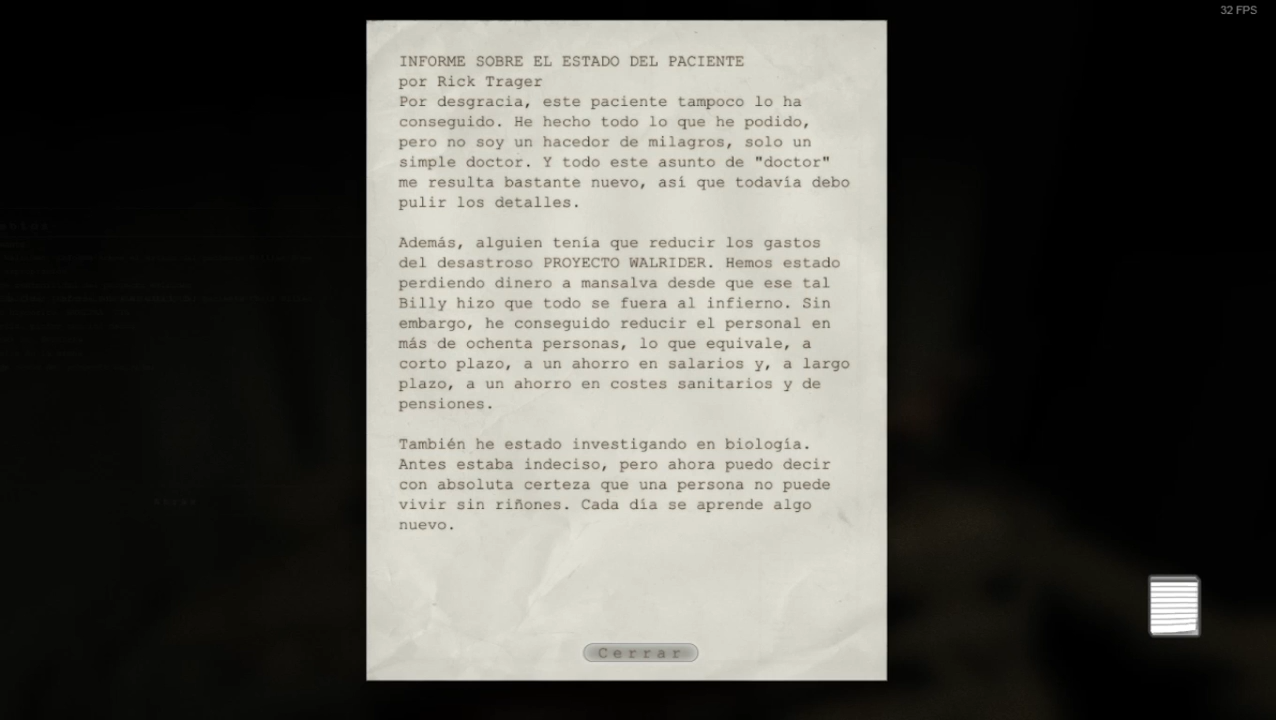 32 FPS
INFORME SOBRE EL ESTADO DEL PACIENTE
por Rick Trager
Por desgracia, este paciente tampoco lo ha
conseguido. He hecho todo lo que he podido,
pero no soy un hacedor de milagros, solo un
simple doctor. Y todo este asunto de "doctor"
me resulta bastante nuevo, así que todavía debo
pulir los detalles.
Además, alguien tenía que reducir los gastos
del desastroso PROYECTO WALRIDER. Hemos estado
perdiendo dinero a mansalva desde que ese tal
Billy hizo que todo se fuera al infierno. Sin
embargo, he conseguido reducir el personal en
más de ochenta personas, lo que equivale, a
corto plazo, a un ahorro en salarios y, a largo
plazo, a un ahorro en costes sanitarios y de
pensiones.
También he estado investigando en biología.
Antes estaba indeciso, pero ahora puedo decir
con absoluta certeza que una persona no puede
vivir sin riñones. Cada día se aprende algo
nuevo.
Cerrar